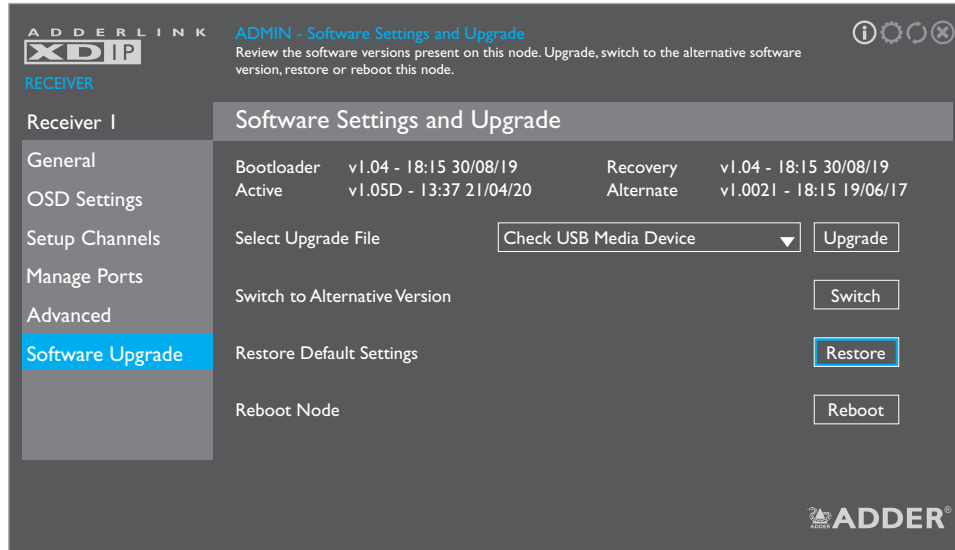 ADDERLINK
XDIP
RECEIVER
ADMIN - Software Settings and Upgrade
Review the software versions present on this node. Upgrade, switch to the alternative software
version, restore or reboot this node.
Receiver 1
General
OSD Settings
Setup Channels
Manage Ports
Advanced
Software Upgrade
Software Settings and Upgrade
Bootloader v1.04 - 18:15 30/08/19 Recovery v1.04 - 18:15 30/08/19
Active v1.05D - 13:37 21/04/20 Alternate v1.0021 - 18:15 19/06/17
Select Upgrade File Check USB Media Device Upgrade
Switch to Alternative Version Switch
Restore Default Settings Restore
Reboot Node Reboot
ADDER ADDER®